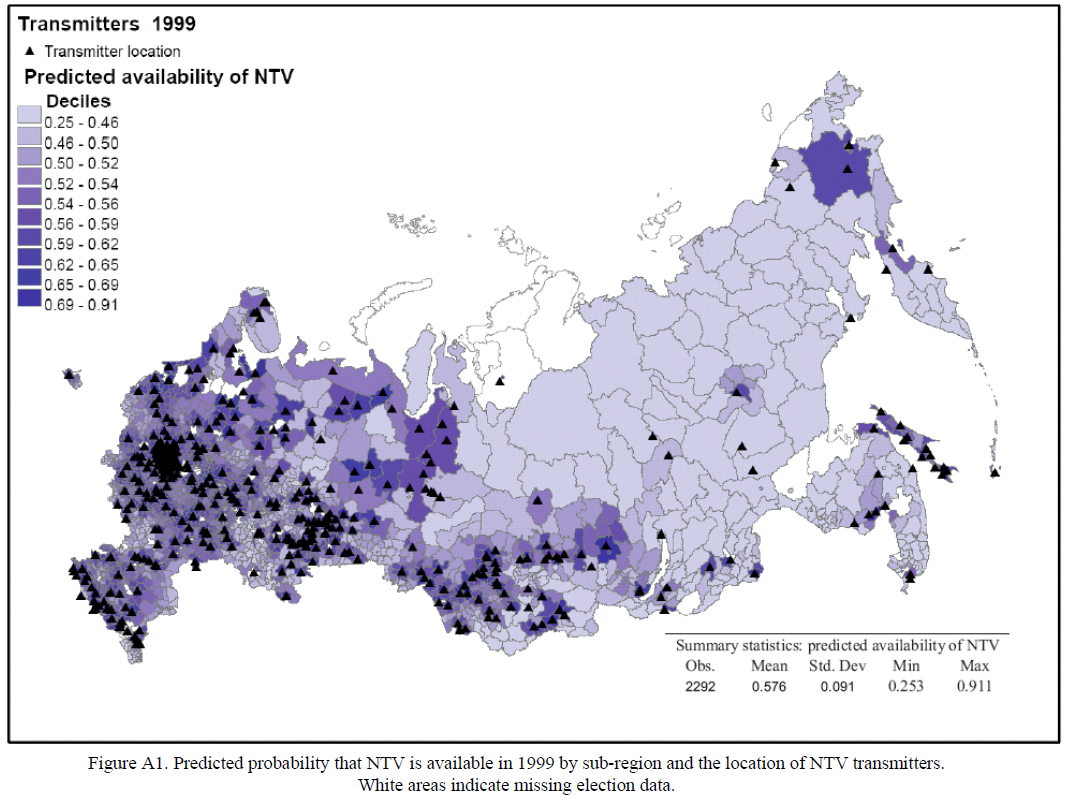 Transmitters 1999
Transmitter location
Predicted availability of NTV
Deciles
0.25 - 0.46
0.46 - 0.50
0.50 - 0.52
0.52 - 0.54
0.54 - 0.56
0.56 - 0.59
0.59 - 0.62
0.62 - 0.65
0.65 - 0.69
0.69 - 0.91
Summary statistics: predicted availability of NTV
Obs. Mean Std. Dev Min Max
2292 0.576 0.091 0.253 0.911
Figure A1. Predicted probability that NTV is available in 1999 by sub-region and the location of NTV transmitters.
White areas indicate missing election data.